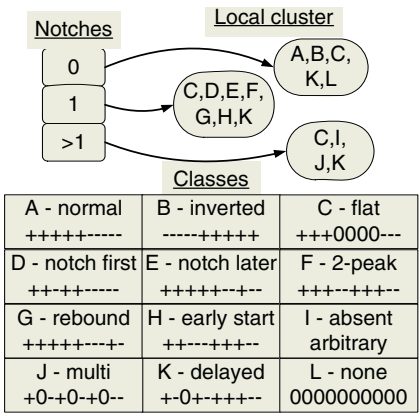 Notches
Local cluster
0
1
>1
A,B,C,
K,L
C,D,E,F,
G,H,K
C,I,
J,K
Classes
A - normal
+++++-----
B - inverted
-----+++++
C - flat
+++0000---
D - notch first
++-++-----
E - notch later
+++++--+--
F - 2-peak
+++--+++--
G - rebound
+++++---+-
H - early start
++---+++--
I - absent
arbitrary
J - multi
+0-+0-+0--
K - delayed
+-0+-+++--
L - none
0000000000